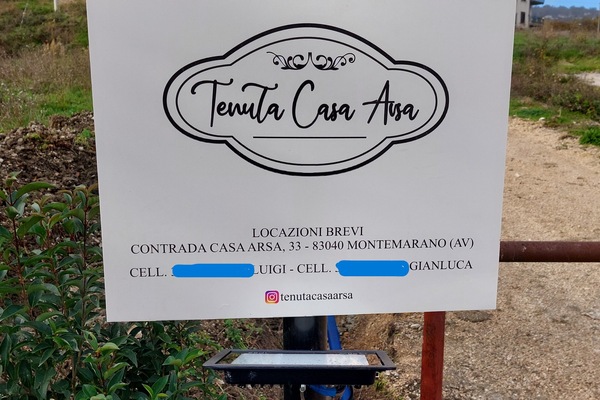 Tenuta Casa Arsa
LOCAZIONI BREVI
CONTRADA CASA ARSA, 33 - 83040 MONTEMARANO (AV)
CELL. LUIGI - CELL. GIANLUCA
tenutacasaarsa